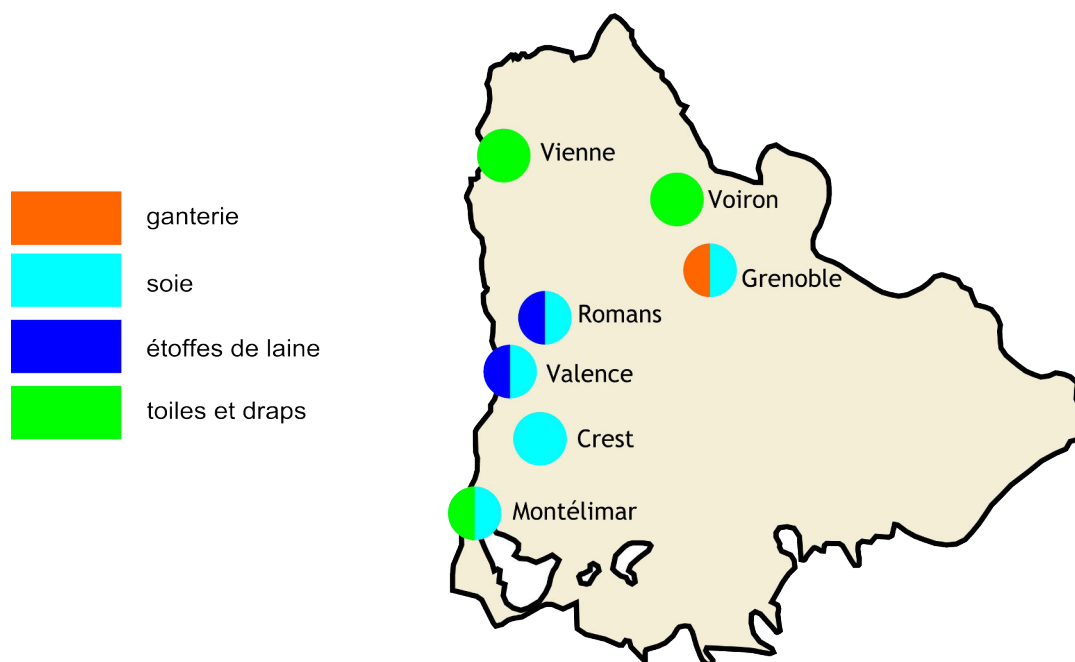 ganterie
soie
étoffes de laine
toiles et draps
Vienne
Voiron
Grenoble
Romans
Valence
Crest
Montélimar